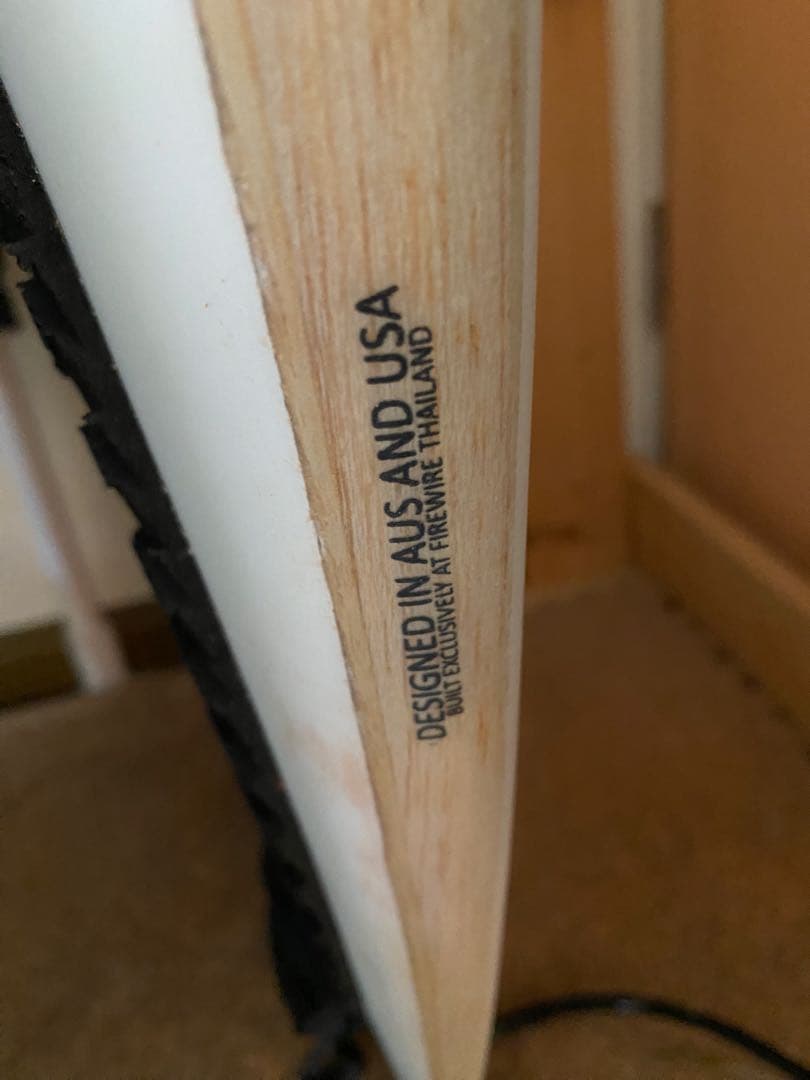 DESIGNED IN AUS AND USA
BUILT EXCLUSIVELY AT FIREWIRE THAILAND